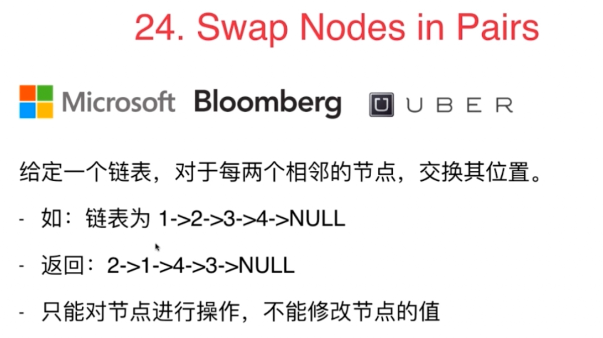 24. Swap Nodes in Pairs
Microsoft Bloomberg UBER
给定一个链表，对于每两个相邻的节点，交换其位置。
- 如：链表为 1->2->3->4->NULL
- 返回：2->1->4->3->NULL
- 只能对节点进行操作，不能修改节点的值